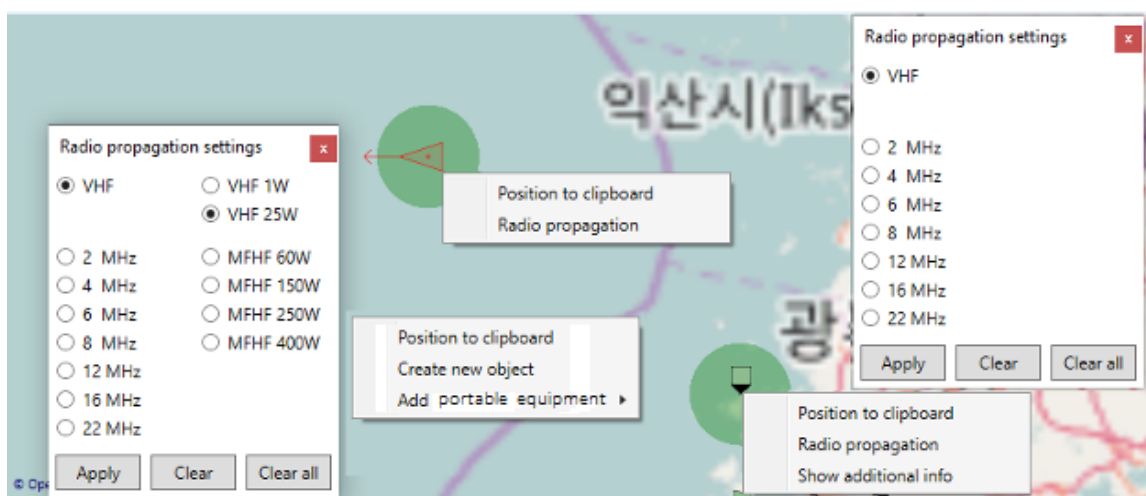 Radio propagation settings
x
VHF
VHF 1W
VHF 25W
2 MHz
MFHF 60W
4 MHz
MFHF 150W
6 MHz
MFHF 250W
8 MHz
MFHF 400W
12 MHz
16 MHz
22 MHz
Apply Clear Clear all
©
익산시(Iks
Position to clipboard
Radio propagation
Position to clipboard
Create new object
Add portable equipment
광
Radio propagation settings
x
VHF
2 MHz
4 MHz
6 MHz
8 MHz
12 MHz
16 MHz
22 MHz
Apply Clear Clear all
Position to clipboard
Radio propagation
Show additional info